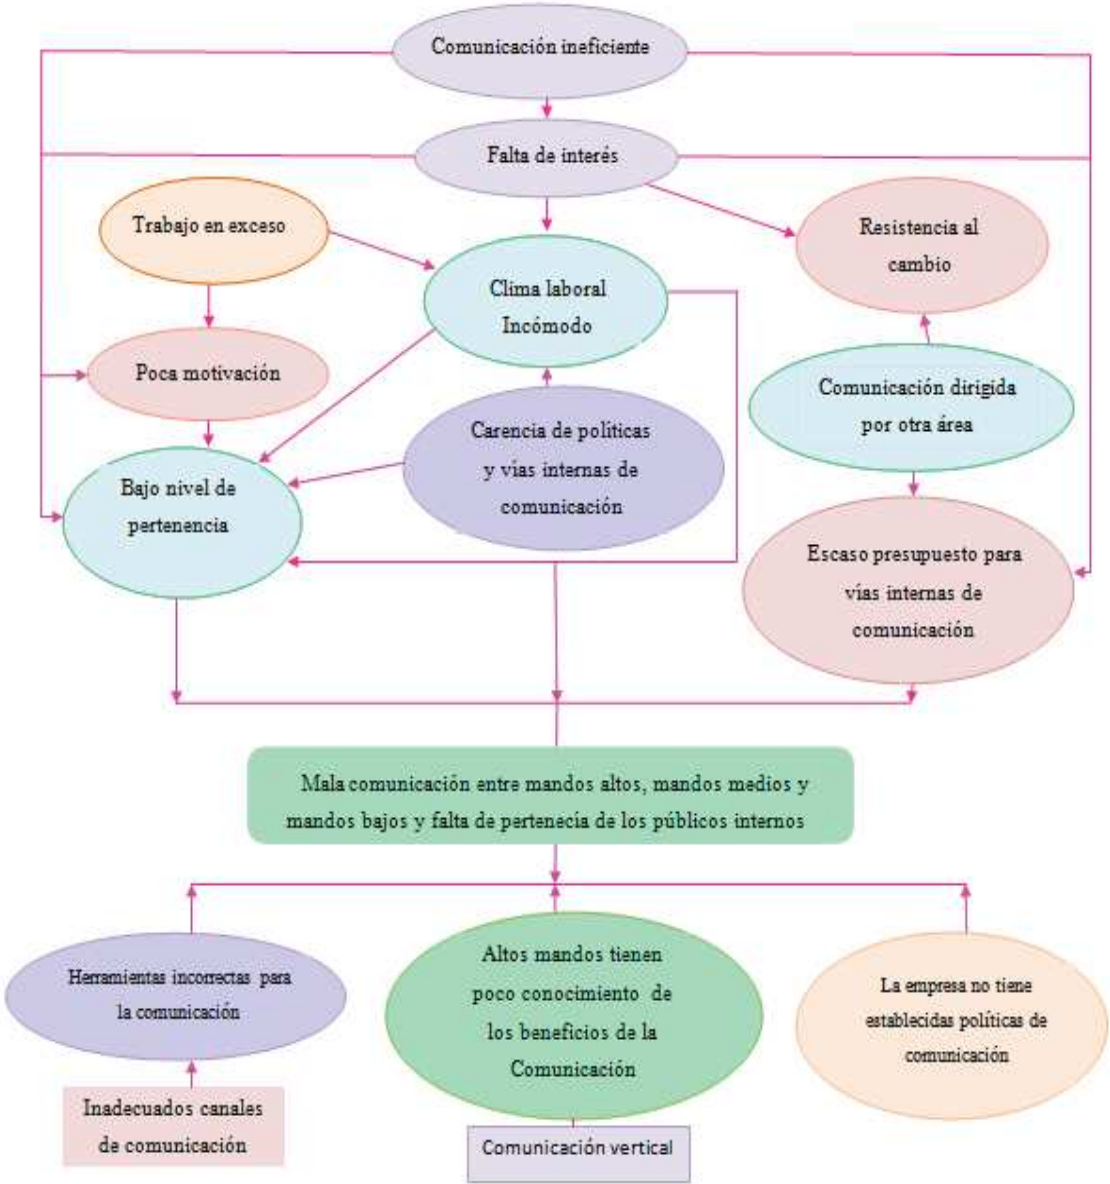 Comunicación ineficiente
Falta de interés
Trabajo en exceso
Resistencia al
cambio
Clima laboral
Incómodo
Poca motivación
Comunicación dirigida
por otra área
Carencia de políticas
y vías internas de
comunicación
Bajo nivel de
pertenencia
Escaso presupuesto para
vías internas de
comunicación
Mala comunicación entre mandos altos, mandos medios y
mandos bajos y falta de pertenecía de los públicos internos
Herramientas incorrectas para
la comunicación
Altos mandos tienen
poco conocimiento de
los beneficios de la
Comunicación
La empresa no tiene
establecidas políticas de
comunicación
Inadecuados canales
de comunicación
Comunicación vertical